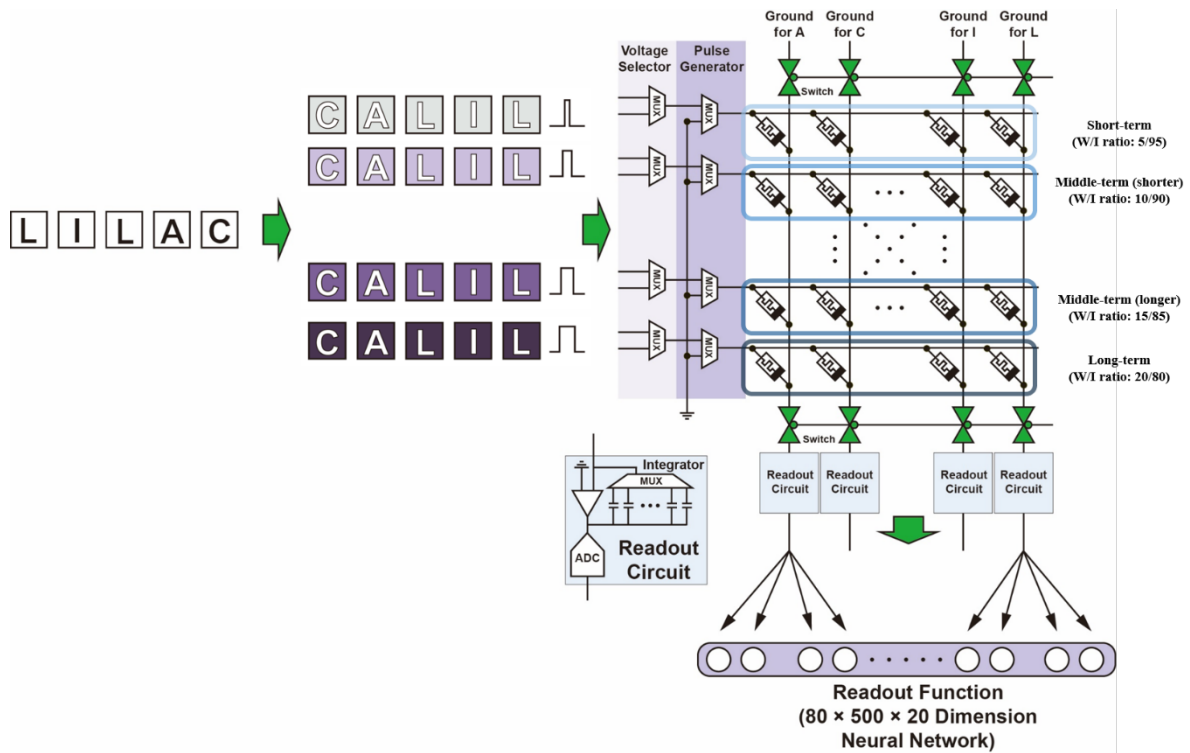 Ground for A
Ground for C
Ground for I
Ground for L
Voltage Selector
Pulse Generator
Switch
MUX
MUX
C A L I L
C A L I L
Short-term
(W/I ratio: 5/95)
MUX
MUX
Middle-term (shorter)
(W/I ratio: 10/90)
L I L A C
C A L I L
C A L I L
MUX
MUX
Middle-term (longer)
(W/I ratio: 15/85)
MUX
MUX
Long-term
(W/I ratio: 20/80)
Switch
Integrator
MUX
ADC
Readout
Circuit
Readout
Circuit
Readout
Circuit
Readout
Circuit
Readout
Circuit
Readout Function
(80 × 500 × 20 Dimension
Neural Network)